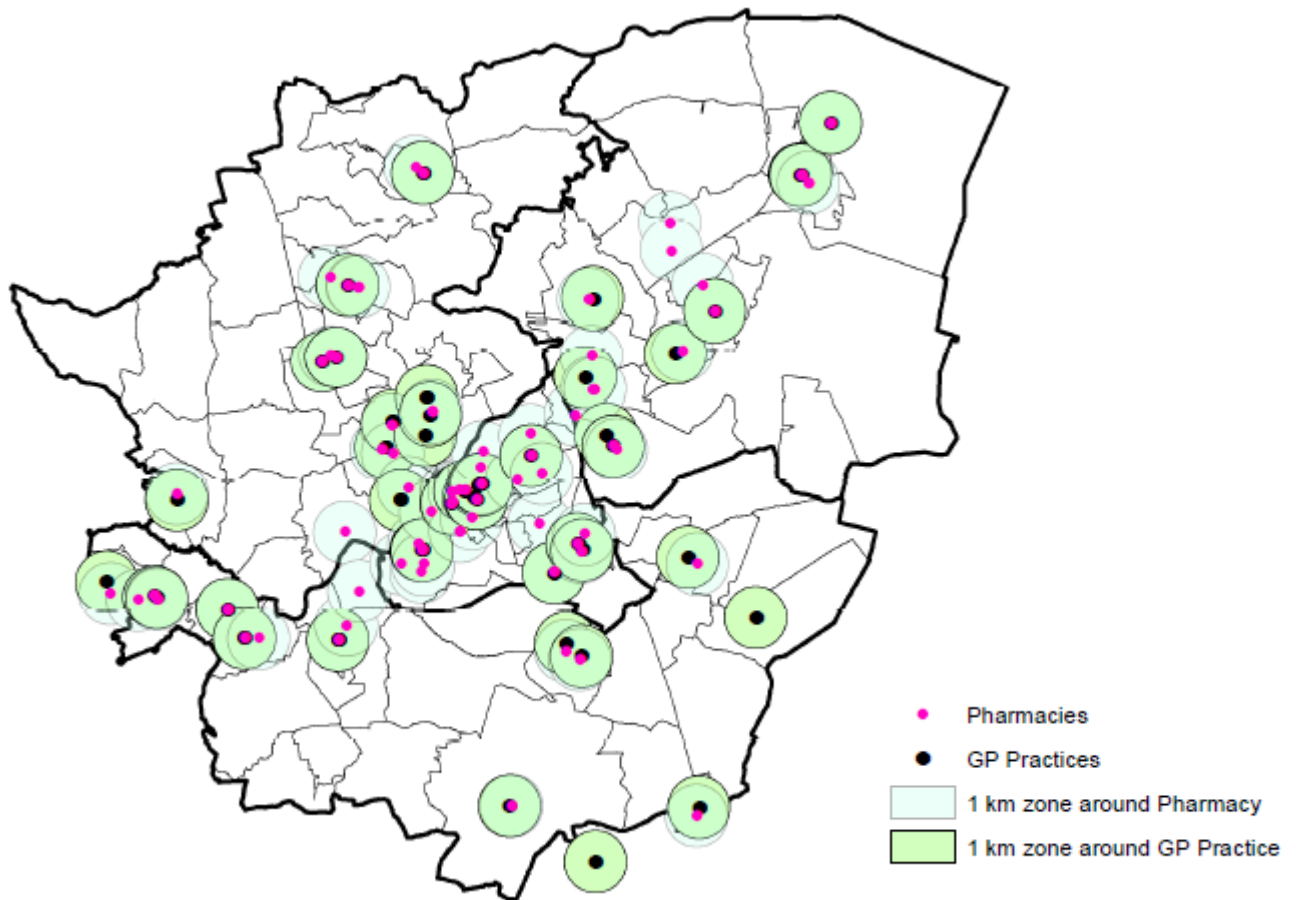 Pharmacies
GP Practices
1 km zone around Pharmacy
1 km zone around GP Practice